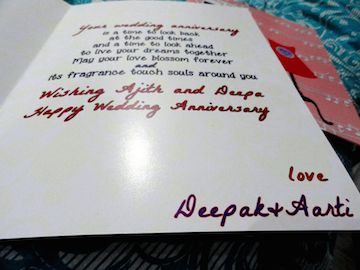 Your wedding anniversary
is a time to look back
at the good times
and a time to look ahead
to live your dreams together
May your love blossom forever
and
its fragrance touch souls around you
Wishing Ajith and Deepa
Happy Wedding Anniversary
love
Deepak & Aarti